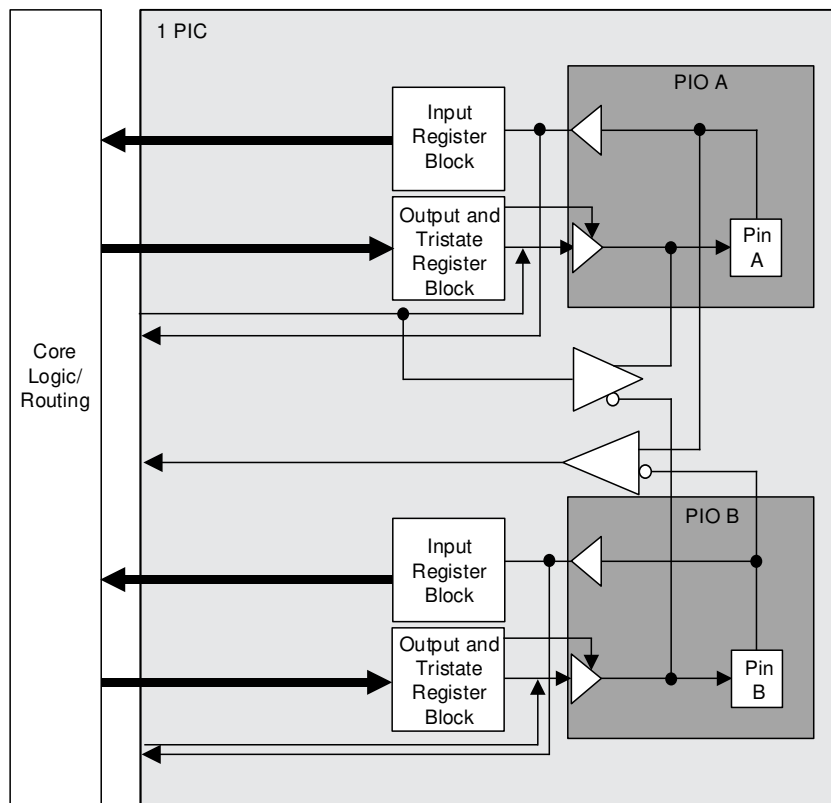 1 PIC
PIO A
Input
Register
Block
Output and
Tristate
Register
Block
Pin
A
Core
Logic/
Routing
PIO B
Input
Register
Block
Output and
Tristate
Register
Block
Pin
B